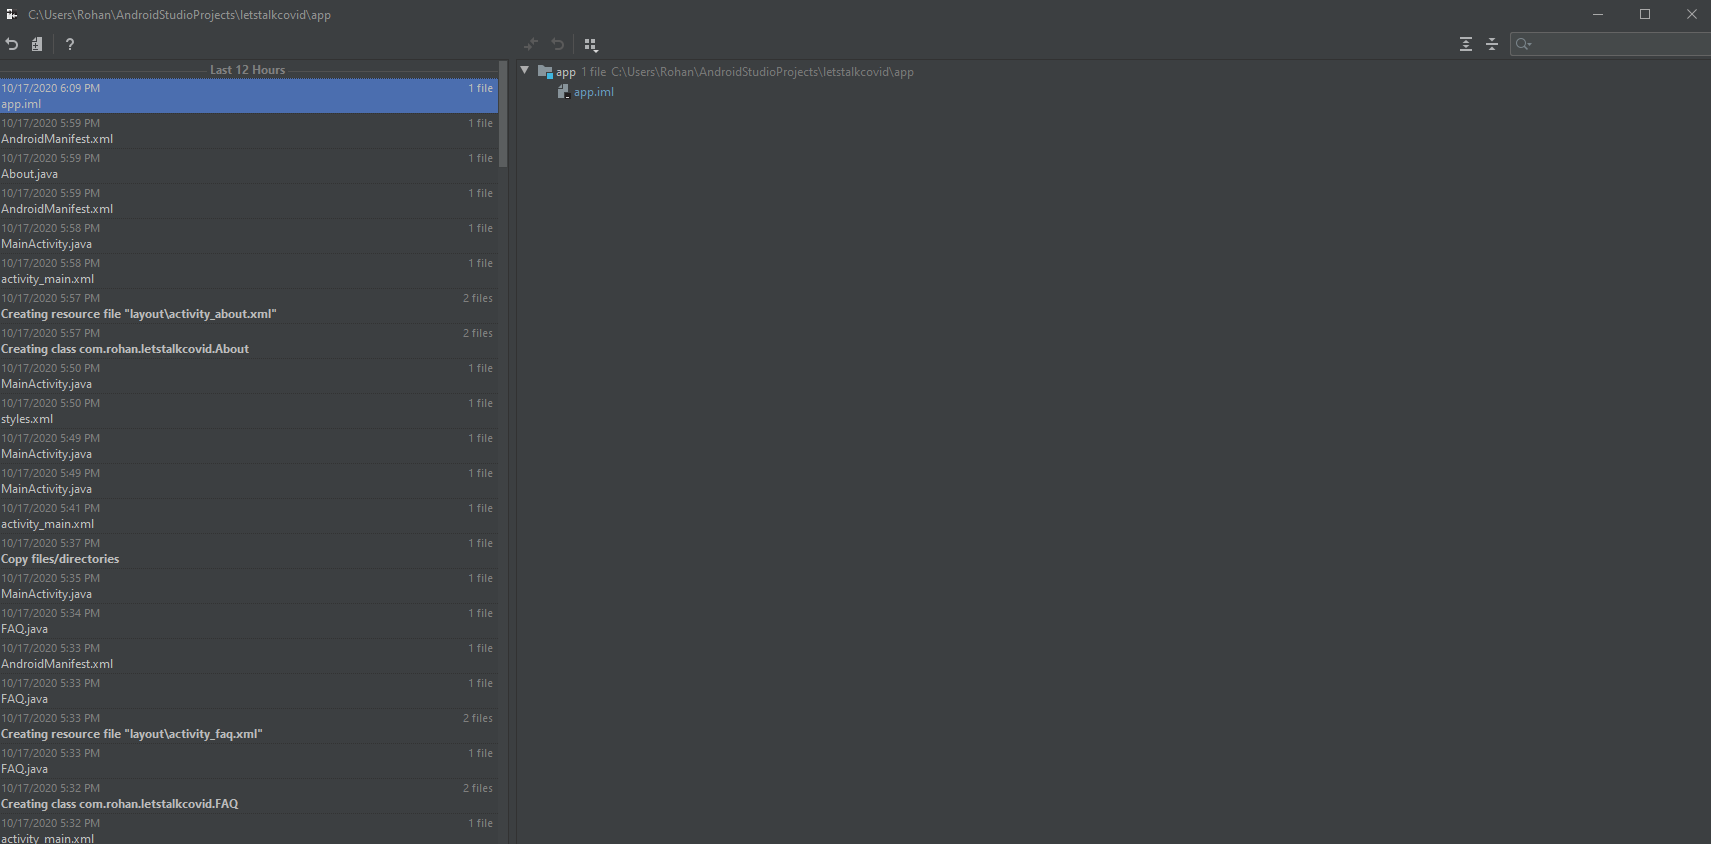 C:\Users\Rohan\AndroidStudioProjects\letstalkcovid\app
?
Last 12 Hours
10/17/2020 6:09 PM 1 file
app.iml
10/17/2020 5:59 PM 1 file
AndroidManifest.xml
10/17/2020 5:59 PM 1 file
About.java
10/17/2020 5:59 PM 1 file
AndroidManifest.xml
10/17/2020 5:58 PM 1 file
MainActivity.java
10/17/2020 5:58 PM 1 file
activity_main.xml
10/17/2020 5:57 PM 2 files
Creating resource file "layout\activity_about.xml"
10/17/2020 5:57 PM 2 files
Creating class com.rohan.letstalkcovid.About
10/17/2020 5:50 PM 1 file
MainActivity.java
10/17/2020 5:50 PM 1 file
styles.xml
10/17/2020 5:49 PM 1 file
MainActivity.java
10/17/2020 5:49 PM 1 file
MainActivity.java
10/17/2020 5:41 PM 1 file
activity_main.xml
10/17/2020 5:37 PM 1 file
Copy files/directories
10/17/2020 5:35 PM 1 file
MainActivity.java
10/17/2020 5:34 PM 1 file
FAQ.java
10/17/2020 5:33 PM 1 file
AndroidManifest.xml
10/17/2020 5:33 PM 1 file
FAQ.java
10/17/2020 5:33 PM 2 files
Creating resource file "layout\activity_faq.xml"
10/17/2020 5:33 PM 1 file
FAQ.java
10/17/2020 5:32 PM 2 files
Creating class com.rohan.letstalkcovid.FAQ
10/17/2020 5:32 PM 1 file
activity_main.xml
app 1 file C:\Users\Rohan\AndroidStudioProjects\letstalkcovid\app
app.iml